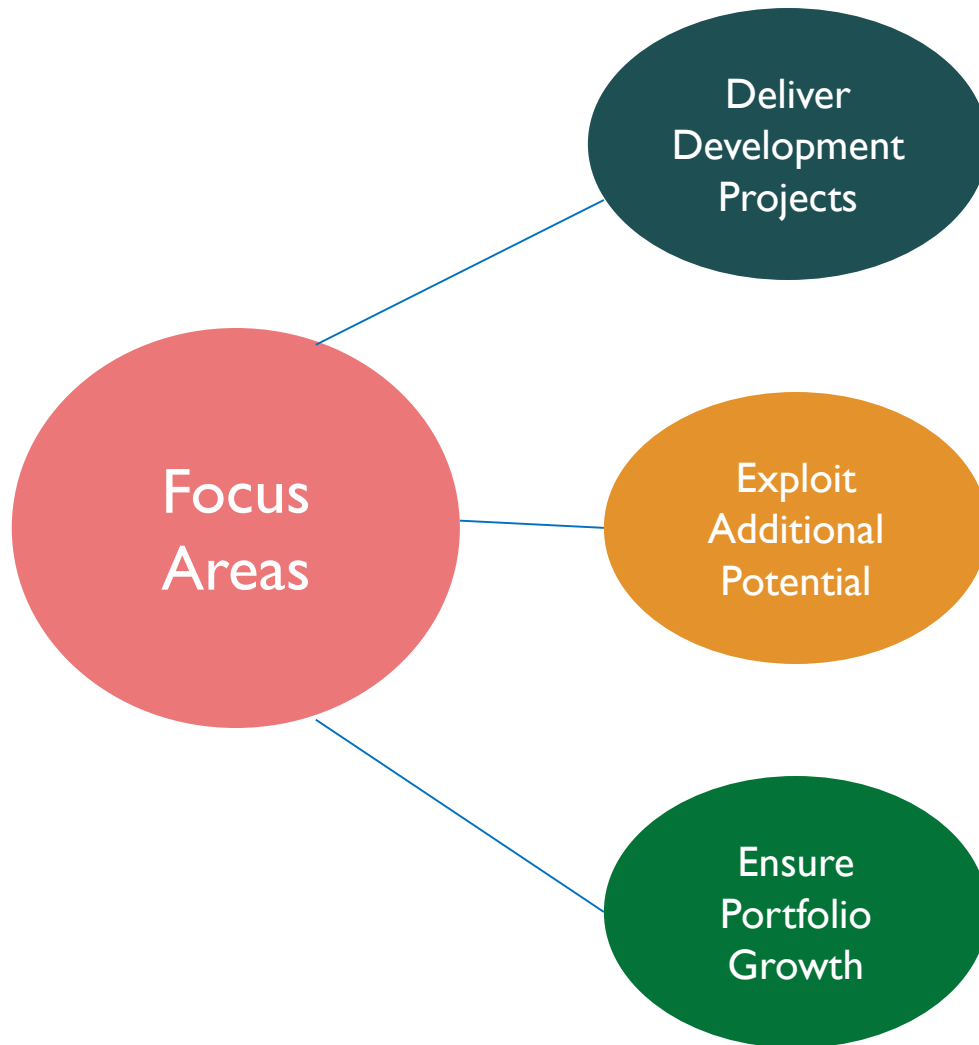 Deliver
Development
Projects
Focus
Areas
Exploit
Additional
Potential
Ensure
Portfolio
Growth